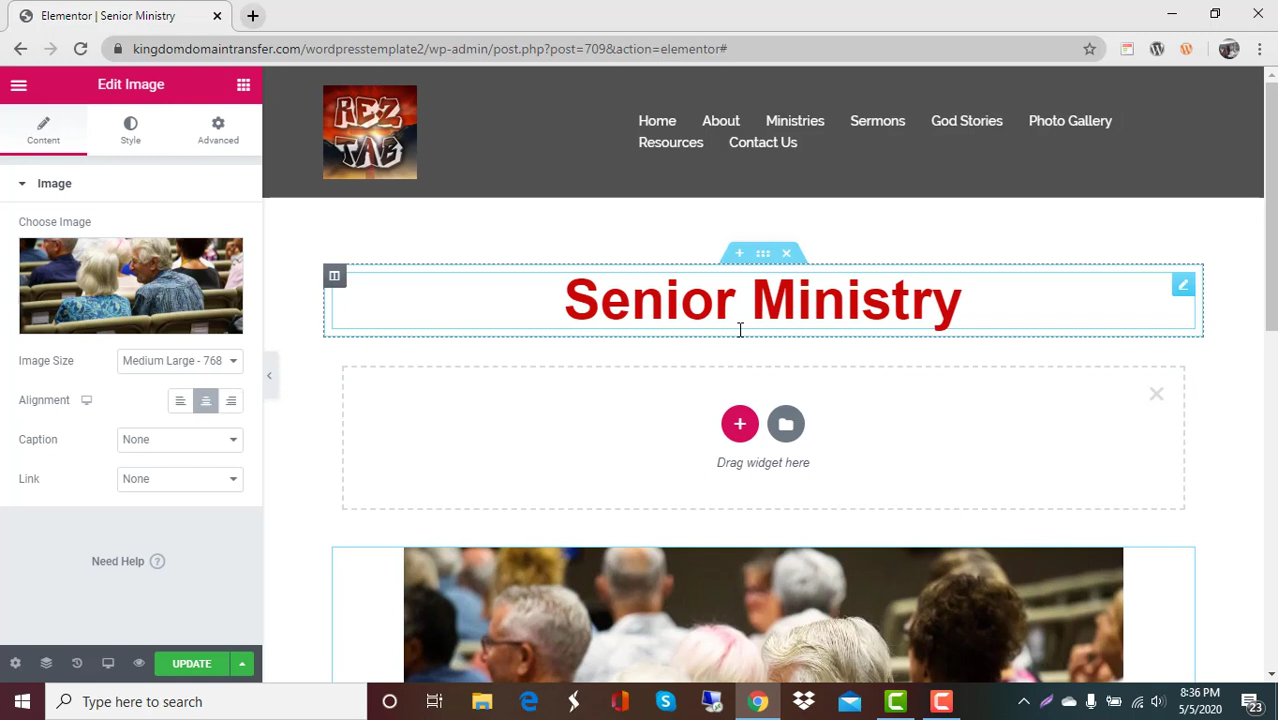 Elementor | Senior Ministry
kingdomdomaintransfer.com/wordpresstemplate2/wp-admin/post.php?post=709&action=elementor#
Edit Image
Content
Style
Advanced
Image
Choose Image
Image Size
Medium Large - 768
Alignment
Caption
None
Link
None
Need Help
UPDATE
REZ
TAB
Home
About
Ministries
Sermons
God Stories
Photo Gallery
Resources
Contact Us
Senior Ministry
Drag widget here
Type here to search
8:36 PM
5/5/2020
23